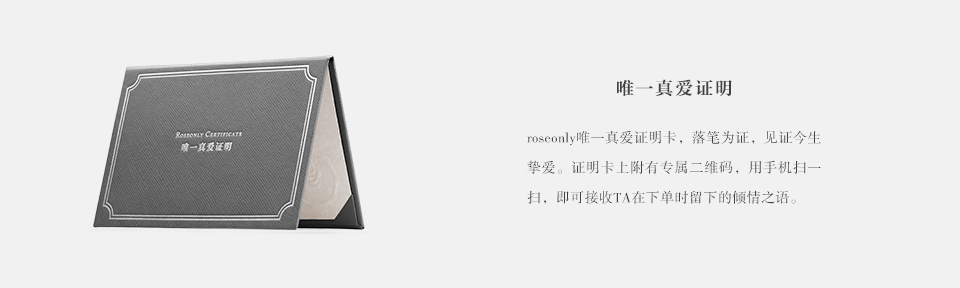 ROSEONLY CERTIFICATE
唯一真爱证明
唯一真爱证明
roseonly唯一真爱证明卡，落笔为证，见证今生
挚爱。证明卡上附有专属二维码，用手机扫一
扫，即可接收TA在下单时留下的倾情之语。